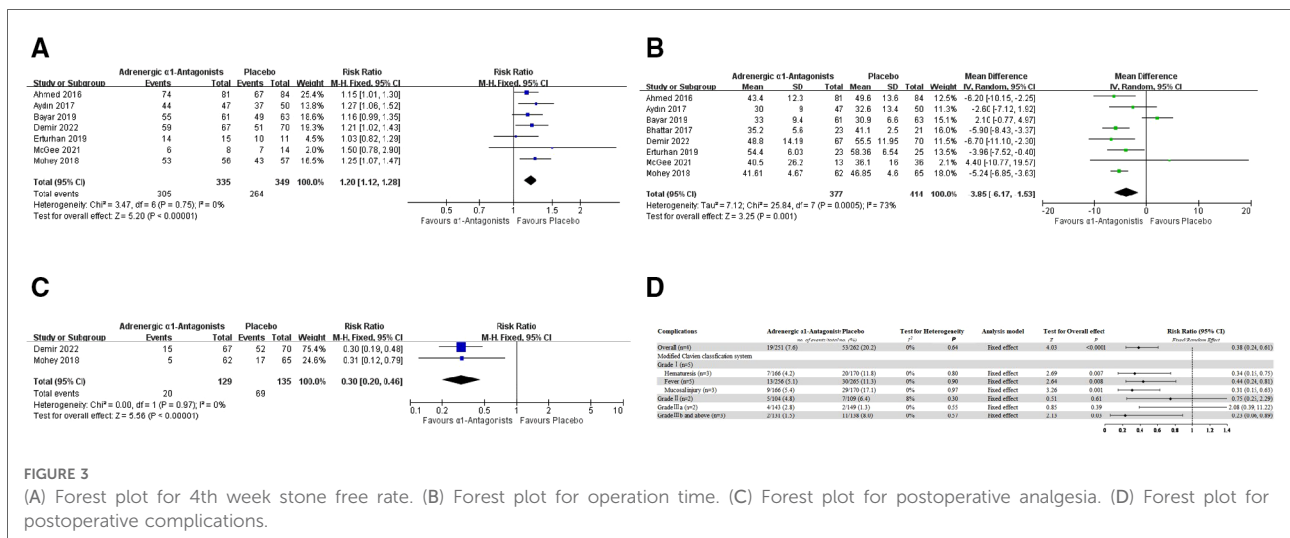 A
Adrenergic α1-Antagonists Placebo Risk Ratio Risk Ratio
Study or Subgroup Events Total Events Total Weight M-H. Fixed. 95% CI M-H. Fixed. 95% CI
Ahmed 2016 74 81 67 84 25.4% 1.15 [1.01, 1.30]
Aydın 2017 44 47 37 50 13.8% 1.27 [1.06, 1.52]
Bayar 2019 55 61 49 63 18.6% 1.16 [0.99, 1.35]
Demir 2022 59 67 51 70 19.3% 1.21 [1.02, 1.43]
Erturhan 2019 14 15 10 11 4.5% 1.03 [0.82, 1.29]
McGee 2021 6 8 7 14 2.0% 1.50 [0.78, 2.90]
Mohey 2018 53 56 43 57 16.5% 1.25 [1.07, 1.47]
Total (95% CI) 335 349 100.0% 1.20 [1.12, 1.28]
Total events 305 264
Heterogeneity: Chi² = 3.47, df = 6 (P = 0.75); I² = 0%
Test for overall effect: Z = 5.20 (P < 0.00001)
0.5 0.7 1 1.5 2
Favours α1-Antagonists Favours Placebo
B
Adrenergic α1-Antagonists Placebo Mean Difference Mean Difference
Study or Subgroup Mean SD Total Mean SD Total Weight IV, Random, 95% CI IV, Random, 95% CI
Ahmed 2016 43.4 12.3 81 49.6 13.6 84 12.5% -6.20 [-10.15, -2.25]
Aydın 2017 30 9 47 32.6 13.4 50 11.2% -2.60 [-7.12, 1.92]
Bayar 2019 33 9.4 61 30.9 6.6 63 2.10 [-0.77, 4.97]
Bhattar 2017 35.2 5.6 23 41.1 2.5 21 -5.90 [-8.43, -3.37]
Demir 2022 48.8 14.19 67 55.5 11.95 70 -6.70 [-11.10, -2.30]
Erturhan 2019 54.4 6.03 23 58.36 6.54 25 -3.96 [-7.52, -0.40]
McGee 2021 40.5 26.2 13 36.1 16 36 4.40 [-10.77, 19.57]
Mohey 2018 41.61 4.67 62 46.85 4.6 65 -5.24 [-6.85, -3.63]
Total (95% CI) 377 414 100.0% 3.85 [-6.17, -1.53]
Heterogeneity: Tau² = 7.12; Chi² = 25.84, df = 7 (P = 0.0005); I² = 73%
Test for overall effect: Z = 3.25 (P = 0.001)
-20 -10 0 10 20
Favours α1-Antagonists Favours Placebo
C
Adrenergic α1-Antagonists Placebo Risk Ratio Risk Ratio
Study or Subgroup Events Total Events Total Weight M-H. Fixed. 95% CI M-H. Fixed. 95% CI
Demir 2022 15 67 52 70 75.4% 0.30 [0.19, 0.48]
Mohey 2018 5 62 17 65 24.6% 0.31 [0.12, 0.79]
Total (95% CI) 129 135 100.0% 0.30 [0.20, 0.46]
Total events 20 69
Heterogeneity: Chi² = 0.00, df = 1 (P = 0.97); I² = 0%
Test for overall effect: Z = 5.56 (P < 0.00001)
0.1 0.2 0.5 1 2 5 10
Favours α1-Antagonists Favours Placebo
D
Complications Adrenergic α1-Antagonist Placebo Test for Heterogeneity Analysis model Test for Overall effect Risk Ratio (95% CI)
no. of events/total no. (%) I² P Z P Fixed/Random Effect
Overall (n=4) 19/251 (7.6) 53/262 (20.2) 0% 0.64 Fixed effect 4.03 <0.0001 0.38 (0.24, 0.61)
Modified Clavien classfication system
Grade Ⅰ (n=5)
Hematuresis (n=3) 7/166 (4.2) 20/170 (11.8) 0% 0.80 Fixed effect 2.69 0.007 0.34 (0.15, 0.75)
Fever (n=5) 13/256 (5.1) 30/265 (11.3) 0% 0.90 Fixed effect 2.64 0.008 0.44 (0.24, 0.81)
Mucosal injury (n=3) 9/166 (5.4) 29/170 (17.1) 0% 0.97 Fixed effect 3.26 0.001 0.31 (0.15, 0.63)
Grade Ⅱ (n=2) 5/104 (4.8) 7/109 (6.4) 8% 0.30 Fixed effect 0.51 0.61 0.75 (0.25, 2.29)
Grade Ⅲ a (n=2) 4/143 (2.8) 2/149 (1.3) 0% 0.55 Fixed effect 0.85 0.39 2.08 (0.39, 11.22)
Grade Ⅲ b and above (n=2) 2/131 (1.5) 11/138 (8.0) 0% 0.57 Fixed effect 2.13 0.03 0.23 (0.06, 0.89)
0 0.2 0.4 0.6 0.8 1 1.2 1.4
FIGURE 3
(A) Forest plot for 4th week stone free rate. (B) Forest plot for operation time. (C) Forest plot for postoperative analgesia. (D) Forest plot for
postoperative complications.